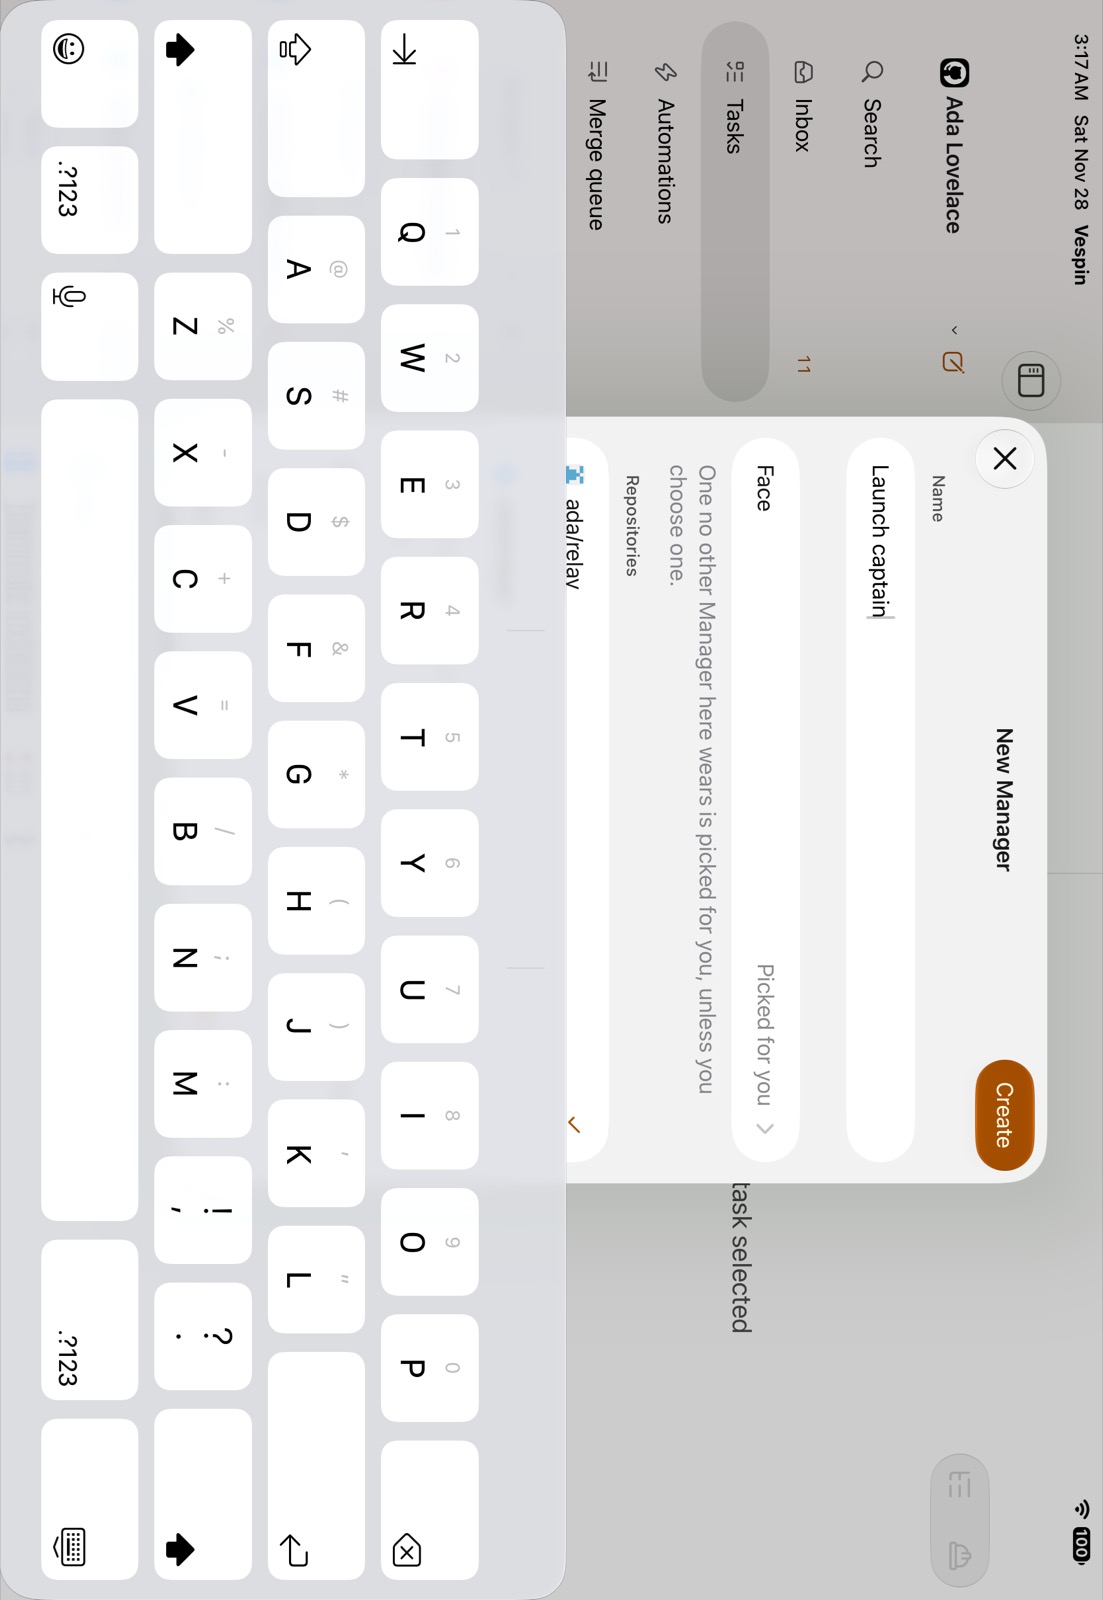 3:17 AM Sat Nov 28 Vespin
100
New Manager
Create
Ada Lovelace
Name
Launch captain
Search
Inbox 11
Face Picked for you
Tasks
task selected
One no other Manager here wears is picked for you, unless you
choose one.
Automations
Repositories
Merge queue
ada/relay
1 2 3 4 5 6 7 8 9 0
Q W E R T Y U I O P
@ # $ & * ( ) ' "
A S D F G H J K L
% - + = / ; : ! ?
Z X C V B N M , .
.?123 .?123